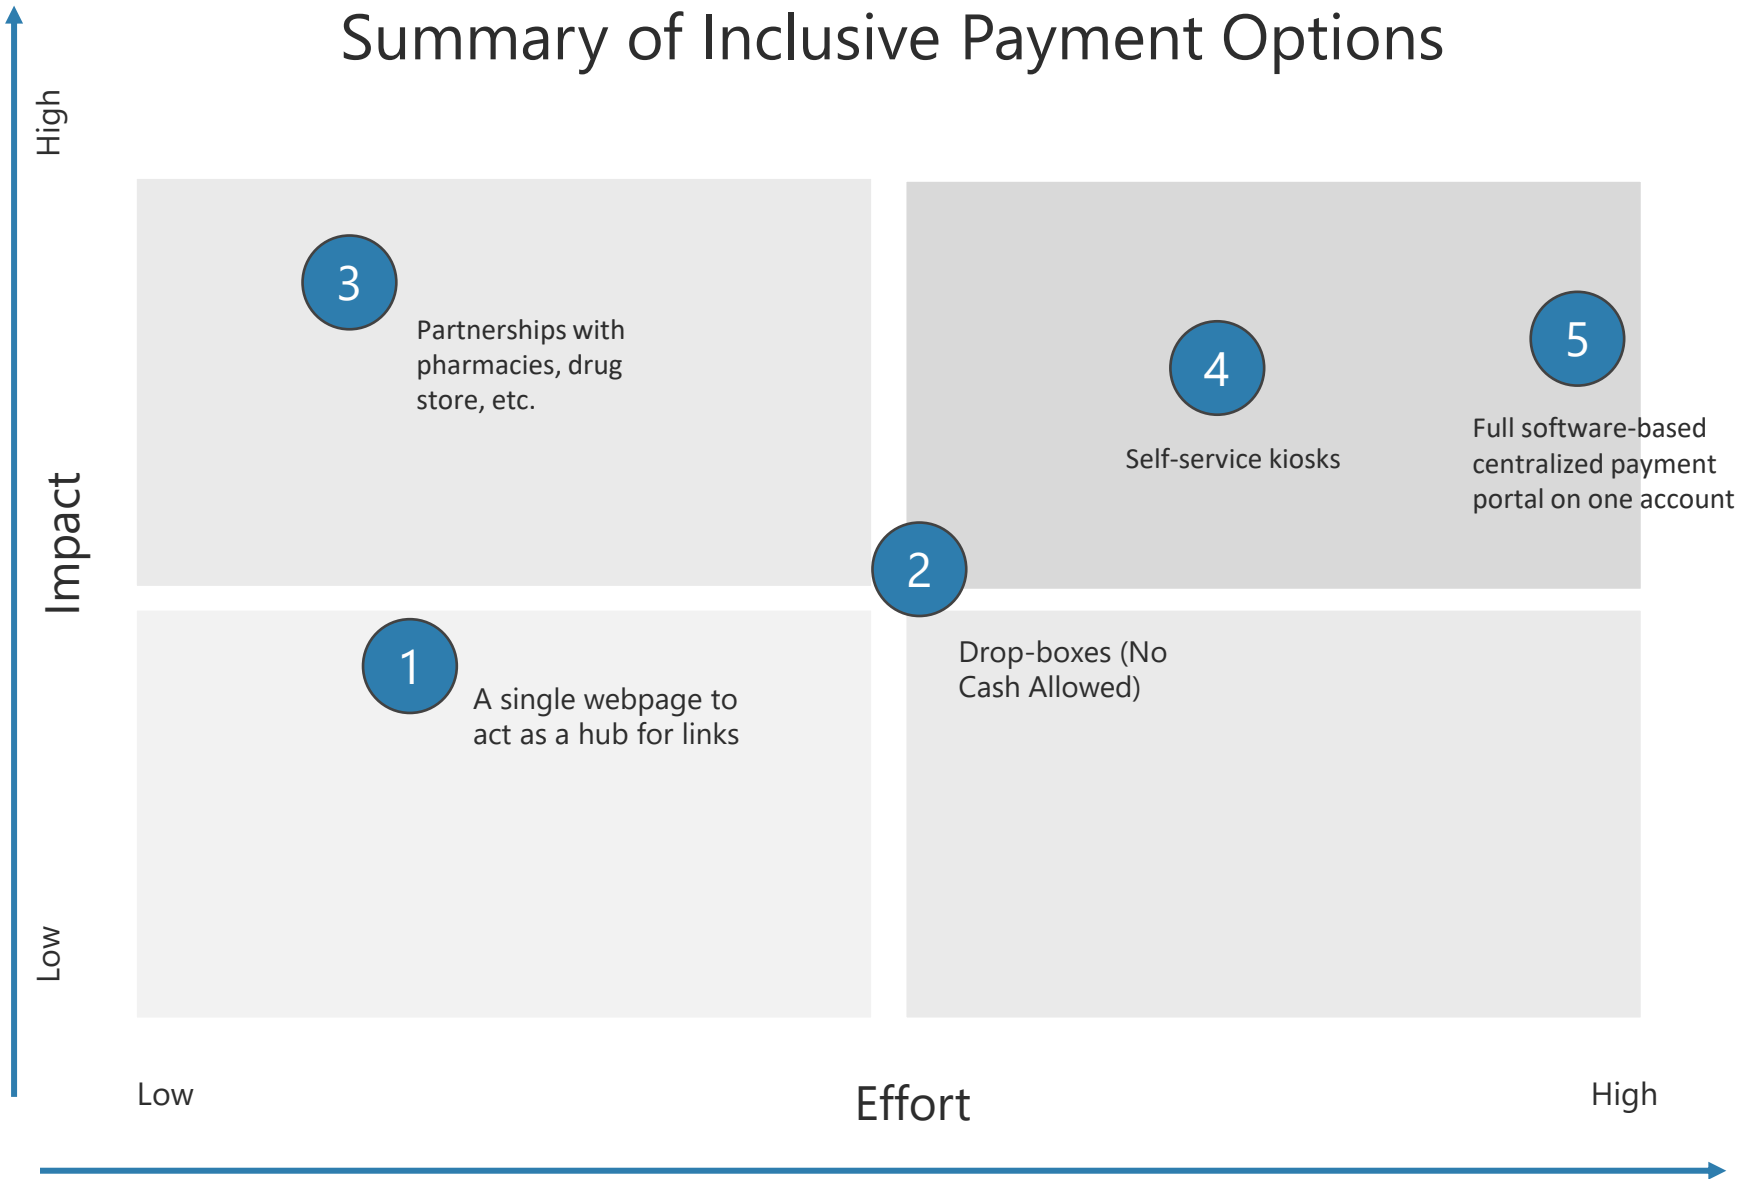 Summary of Inclusive Payment Options
High
3
Partnerships with
pharmacies, drug
store, etc.
4
Self-service kiosks
5
Full software-based
centralized payment
portal on one account
Impact
2
Drop-boxes (No
Cash Allowed)
1
A single webpage to
act as a hub for links
Low
Low
Effort
High